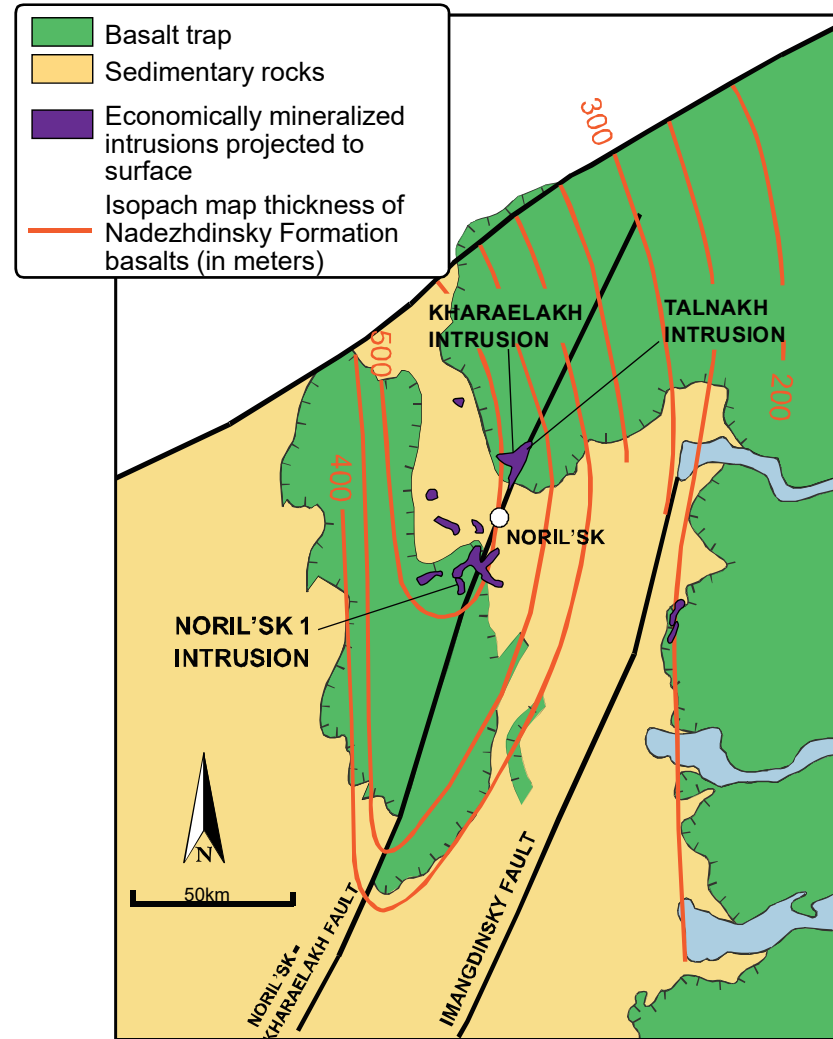 Basalt trap
Sedimentary rocks
Economically mineralized
intrusions projected to
surface
Isopach map thickness of
Nadezhdinsky Formation
basalts (in meters)
300
KHARAELAKH
INTRUSION
TALNAKH
INTRUSION
500
200
400
NORIL'SK
NORIL'SK 1
INTRUSION
N
50km
NORIL'SK-
KHARAELAKH FAULT
IMANGDINSKY FAULT